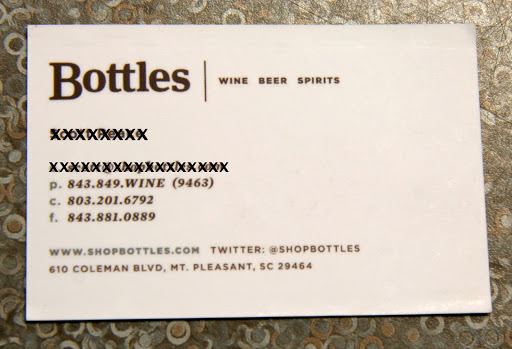 Bottles | WINE BEER SPIRITS
p. 843.849.WINE (9463)
c. 803.201.6792
f. 843.881.0889
WWW.SHOPBOTTLES.COM TWITTER: @SHOPBOTTLES
610 COLEMAN BLVD, MT. PLEASANT, SC 29464